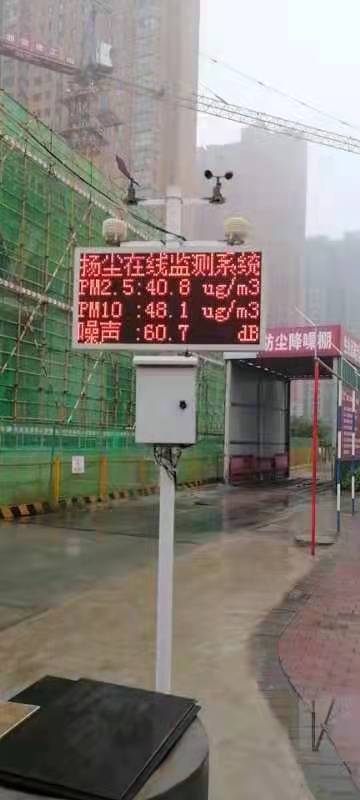 扬尘在线监测系统
PM2.5:40.8 ug/m3
PM10 :48.1 ug/m3
噪声 :60.7 dB
防尘降噪棚